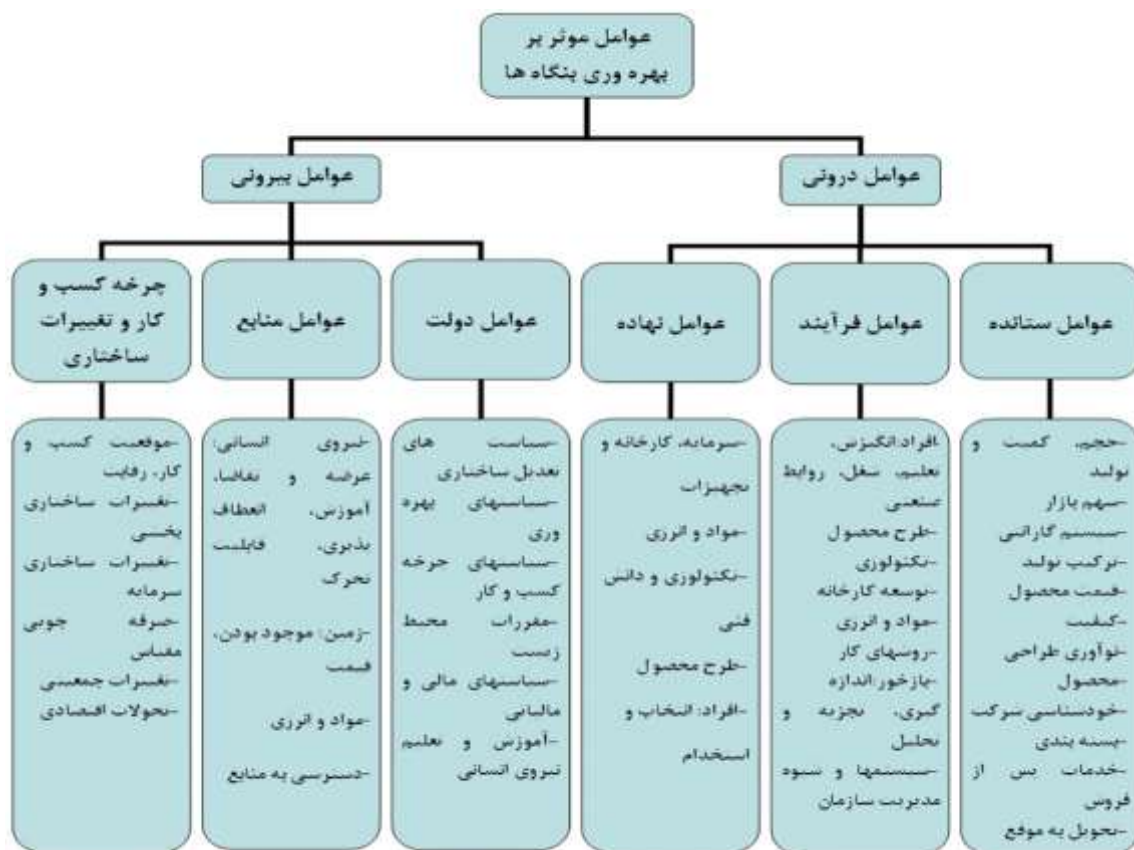 عوامل موثر بر
بهره وری بنگاه ها
عوامل درونی
عوامل بیرونی
عوامل ستانده
عوامل فرآیند
عوامل نهاده
عوامل دولت
عوامل منابع
چرخه کسب و
کار و تغییرات
ساختاری
-حجم، کمیت و
تولید
-سهم بازار
-سیستم گارانتی
-ترکیب تولید
-قیمت محصول
-کیفیت
-نوآوری طراحی
محصول
-خودشناسی شرکت
-بسته بندی
-خدمات پس از
فروش
-تحویل به موقع
-افراد:انگیزش،
تعلیم، شغل، روابط
صنعتی
-طرح محصول
-تکنولوژی
-توسعه کارخانه
-مواد و انرژی
-روشهای کار
-بازخور:اندازه
گیری، تجزیه و
تحلیل
-سیستمها و شیوه
مدیریت سازمان
-سرمایه، کارخانه و
تجهیزات
-مواد و انرژی
-تکنولوژی و دانش
فنی
-طرح محصول
-افراد: انتخاب و
استخدام
-سیاست های
تعدیل ساختاری
-سیاستهای بهره
وری
-سیاستهای چرخه
کسب و کار
-مقررات محیط
زیست
-سیاستهای مالی و
مالیاتی
-آموزش و تعلیم
نیروی انسانی
-نیروی انسانی:
عرضه و تقاضا،
آموزش، انعطاف
پذیری، قابلیت
تحرک
-زمین: موجود بودن،
قیمت
-مواد و انرژی
-دسترسی به منابع
-موقعیت کسب و
کار، رقابت
-تغییرات ساختاری
بخشی
-تغییرات ساختاری
سرمایه
-صرفه جویی
مقیاس
-تغییرات جمعیتی
-تحولات اقتصادی